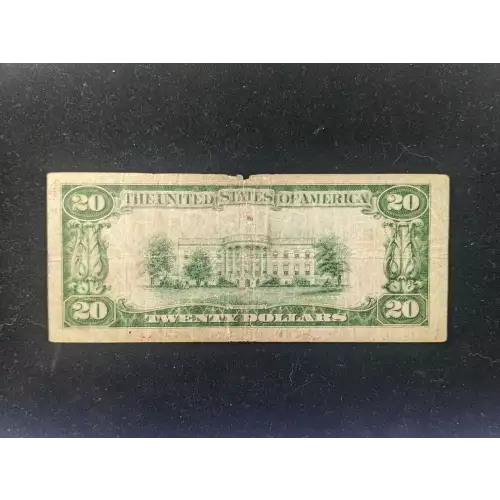 20 THE UNITED STATES OF AMERICA 20
20 TWENTY DOLLARS 20